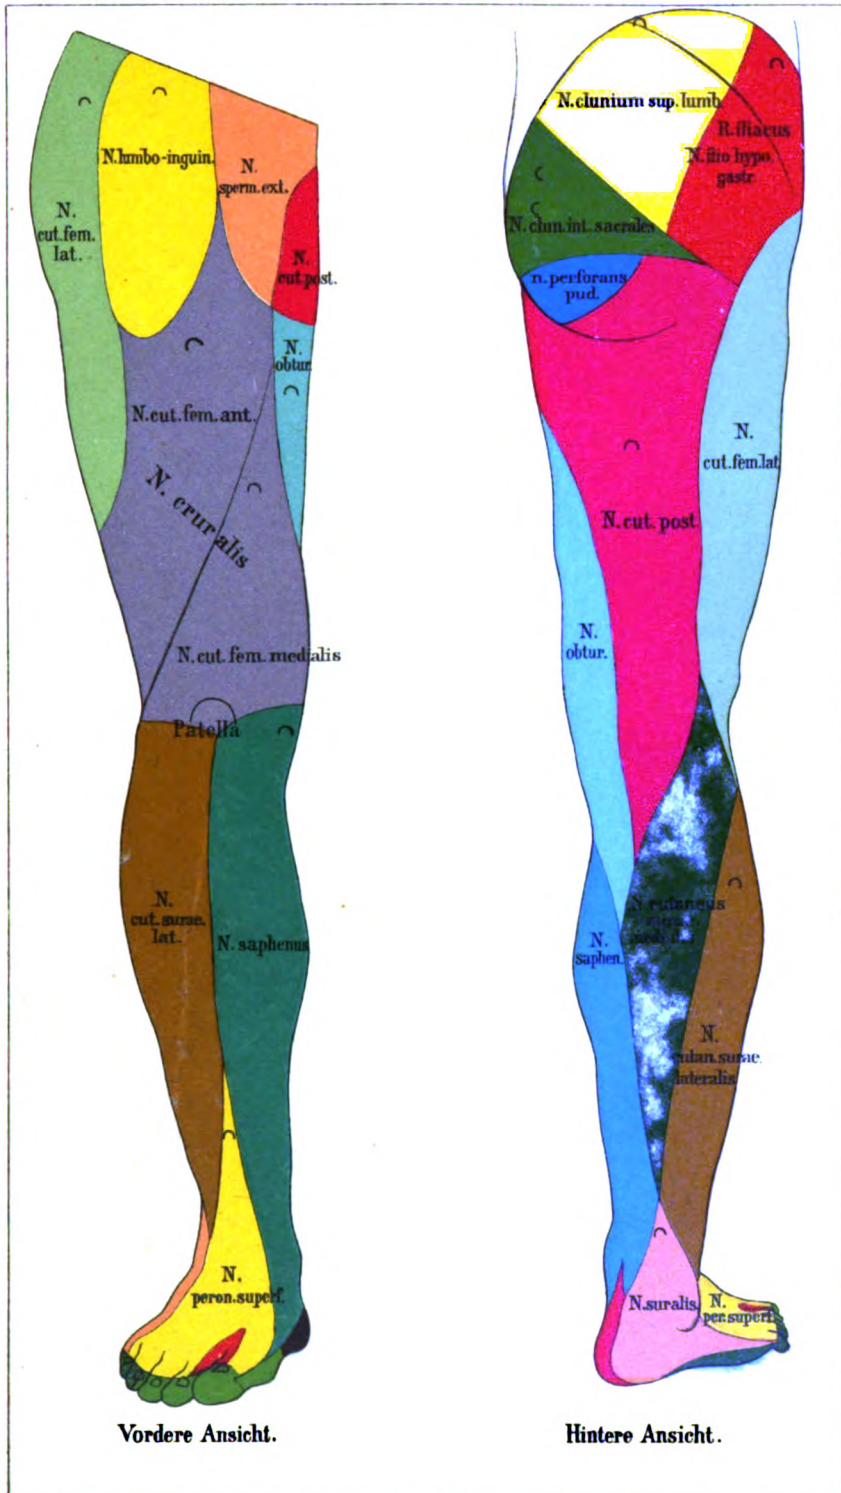 N. lumbo-inguin.
N.
sperm. ext.
N.
cut. fem.
lat.
N.
cut. post.
N.
obtur.
N. cut. fem. ant.
N. cruralis
N. cut. fem. medialis
Patella
N.
cut. surae.
lat.
N. saphenus
N.
peron. superf.
Vordere Ansicht.
N. clunium sup. lumb.
R. iliacus
N. ilio hypo
gastr.
N. clun. int. sacrales
n. perforans
pud.
N.
cut. fem. lat
N. cut. post
N.
obtur.
N. cutaneus
N.
saphen.
N.
cutan. surae.
lateralis
N. suralis.
N.
per. superf.
Hintere Ansicht.